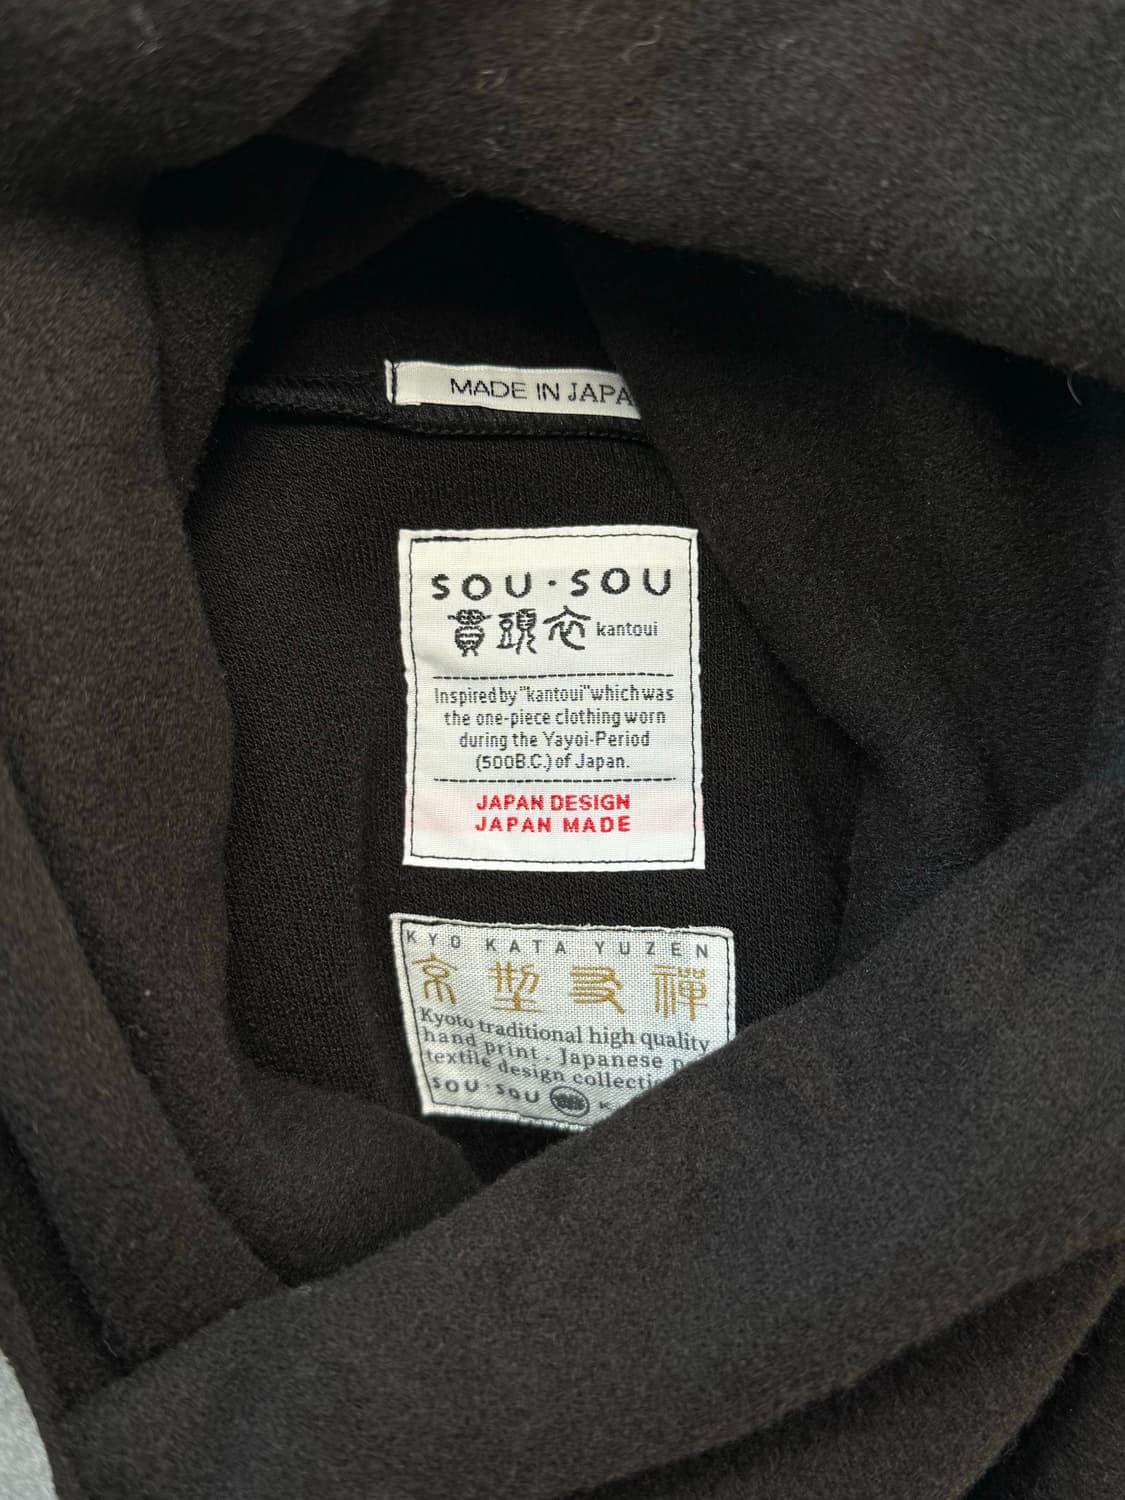 MADE IN JAPA
SOU・SOU
貫頭衣 kantoui
Inspired by "kantoui" which was
the one-piece clothing worn
during the Yayoi-Period
(500B.C.) of Japan.
JAPAN DESIGN
JAPAN MADE
KYO KATA YUZEN
京型友禅
Kyoto traditional high quality
hand print・Japanese
textile design collectio
SOU・SOU